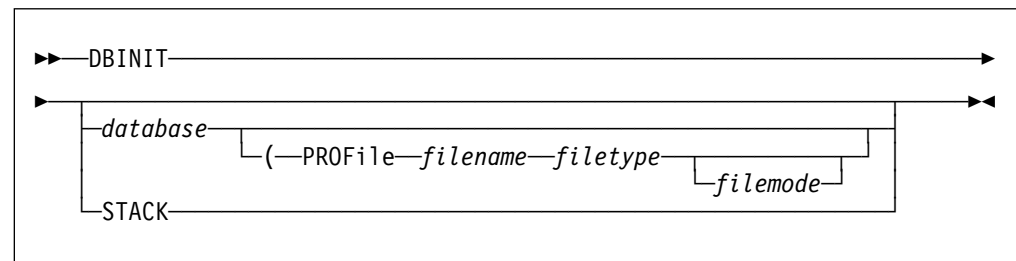 DBINIT
database
( PROFile filename filetype
filemode
STACK